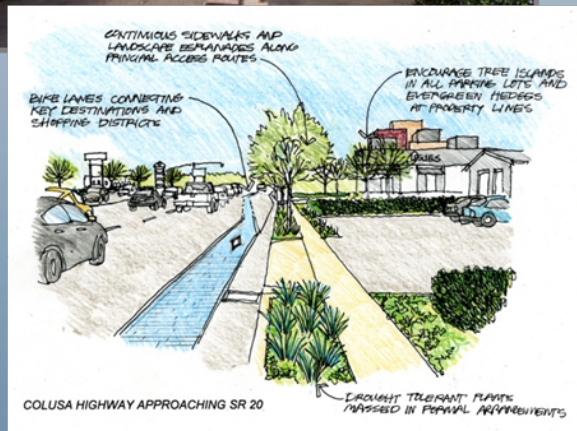 CONTINUOUS SIDEWALKS AND
LANDSCAPE ESPLANADES ALONG
PRINCIPAL ACCESS ROUTES
BIKE LANES CONNECTING
KEY DESTINATIONS AND
SHOPPING DISTRICTS
ENCOURAGE TREE ISLANDS
IN ALL PARKING LOTS AND
EVERGREEN HEDGES
AT PROPERTY LINES
DROUGHT TOLERANT PLANTS
MASSED IN FORMAL ARRANGEMENTS
COLUSA HIGHWAY APPROACHING SR 20